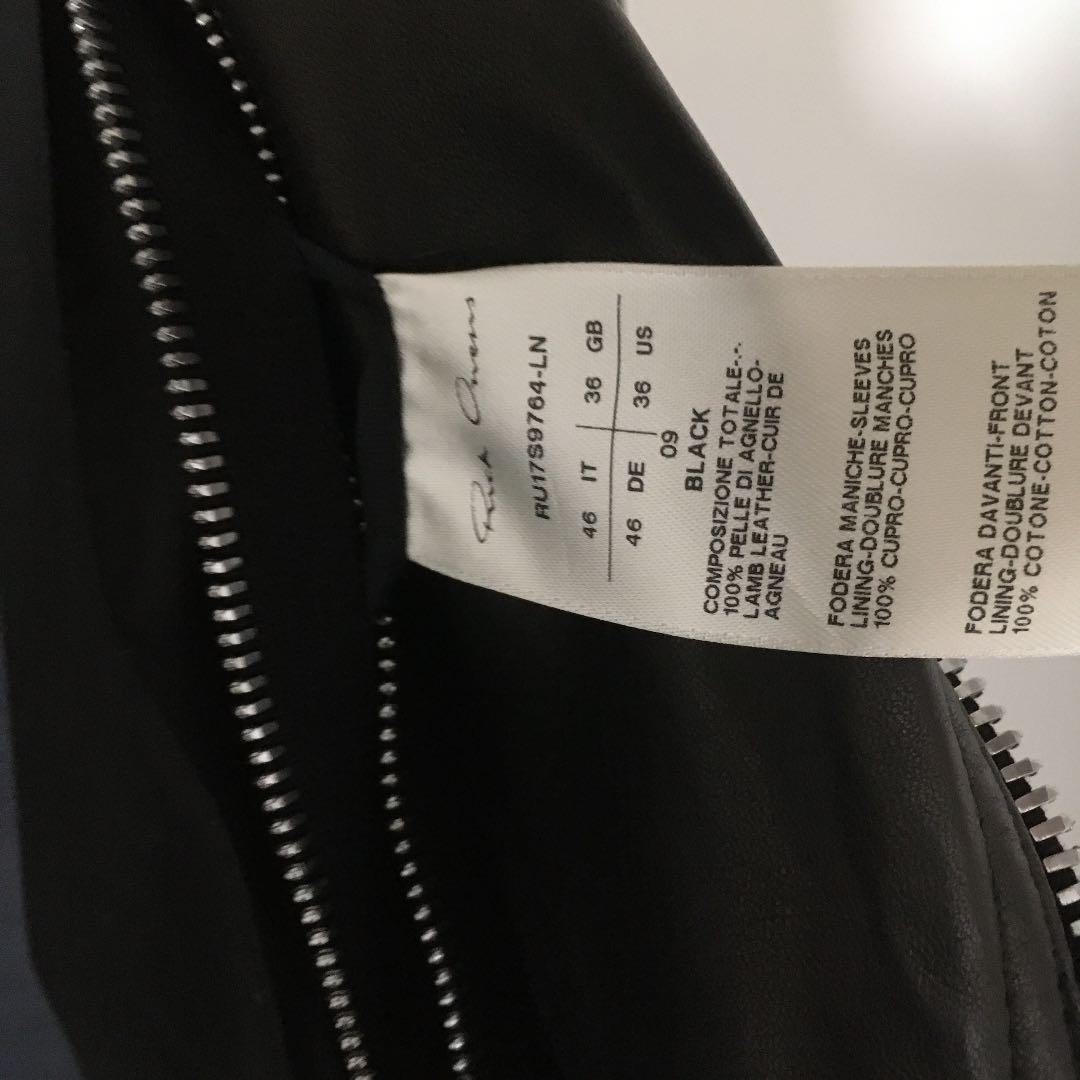 Rick Owens
RU17S9764-LN
46 IT 36 GB
46 DE 36 US
09
BLACK
COMPOSIZIONE TOTALE-.-.
100% PELLE DI AGNELLO-
LAMB LEATHER-CUIR DE
AGNEAU
FODERA MANICHE-SLEEVES
LINING-DOUBLURE MANCHES
100% CUPRO-CUPRO-CUPRO
FODERA DAVANTI-FRONT
LINING-DOUBLURE DEVANT
100% COTONE-COTTON-COTON